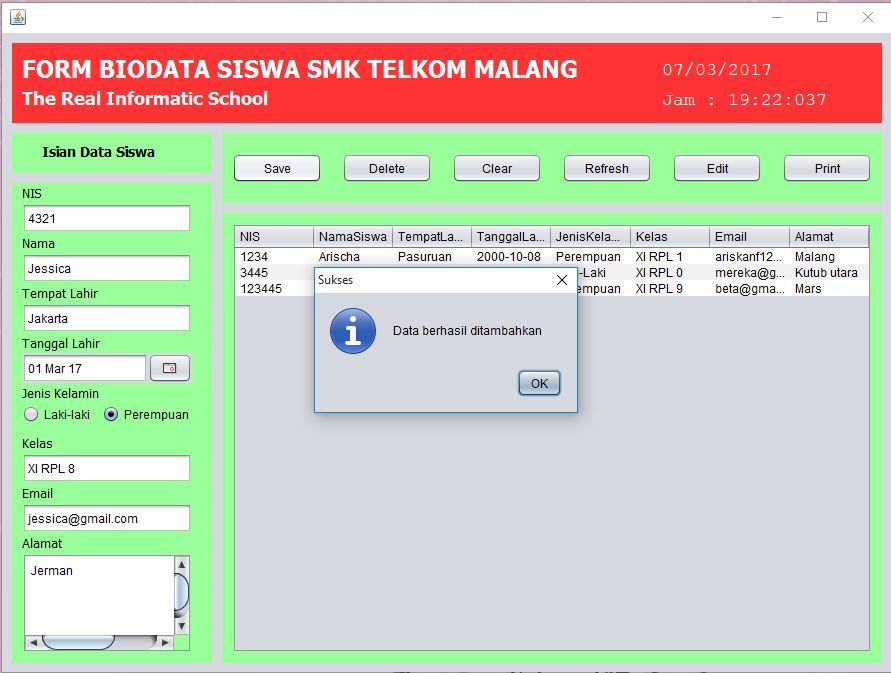 FORM BIODATA SISWA SMK TELKOM MALANG
The Real Informatic School
07/03/2017
Jam : 19:22:037
Isian Data Siswa
Save Delete Clear Refresh Edit Print
NIS
4321
Nama
Jessica
Tempat Lahir
Jakarta
Tanggal Lahir
01 Mar 17
Jenis Kelamin
Laki-laki Perempuan
Kelas
XI RPL 8
Email
jessica@gmail.com
Alamat
Jerman
NIS NamaSiswa TempatLa... TanggalLa... JenisKela... Kelas Email Alamat
1234 Arischa Pasuruan 2000-10-08 Perempuan XI RPL 1 ariskanf12... Malang
3445 -Laki XI RPL 0 mereka@g... Kutub utara
123445 empuan XI RPL 9 beta@gma... Mars
Sukses
Data berhasil ditambahkan
OK